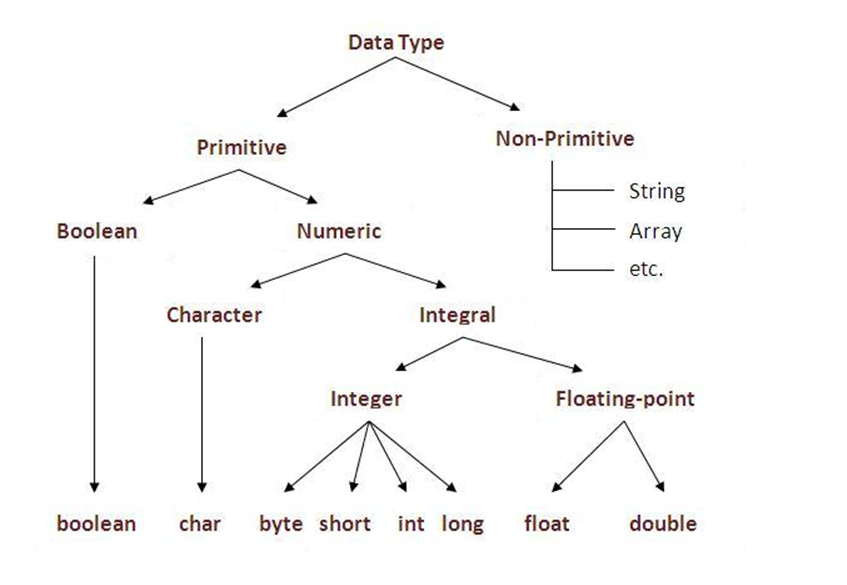 Data Type
Primitive
Non-Primitive
String
Array
etc.
Boolean
Numeric
Character
Integral
Integer
Floating-point
boolean
char
byte
short
int
long
float
double